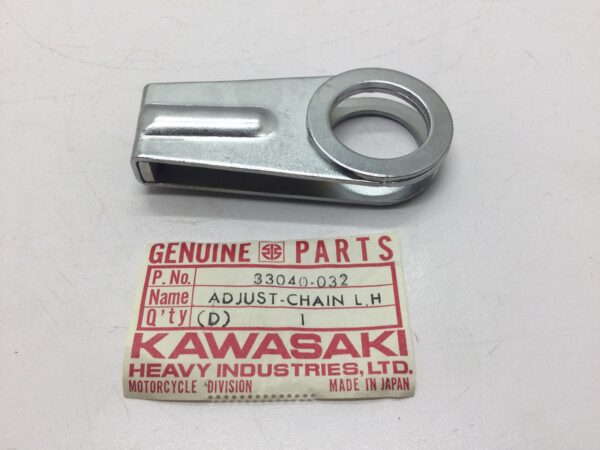 GENUINE PARTS
P. No. 33040-032
Name ADJUST-CHAIN L.H
Q'ty (D) 1
KAWASAKI
HEAVY INDUSTRIES, LTD.
MOTORCYCLE DIVISION MADE IN JAPAN